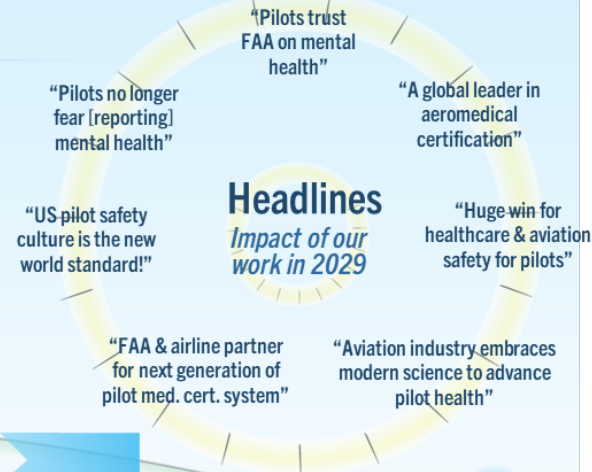 “Pilots trust
FAA on mental
health”
“Pilots no longer
fear [reporting]
mental health”
“A global leader in
aeromedical
certification”
Headlines
Impact of our
work in 2029
“US pilot safety
culture is the new
world standard!”
“Huge win for
healthcare & aviation
safety for pilots”
“FAA & airline partner
for next generation of
pilot med. cert. system”
“Aviation industry embraces
modern science to advance
pilot health”